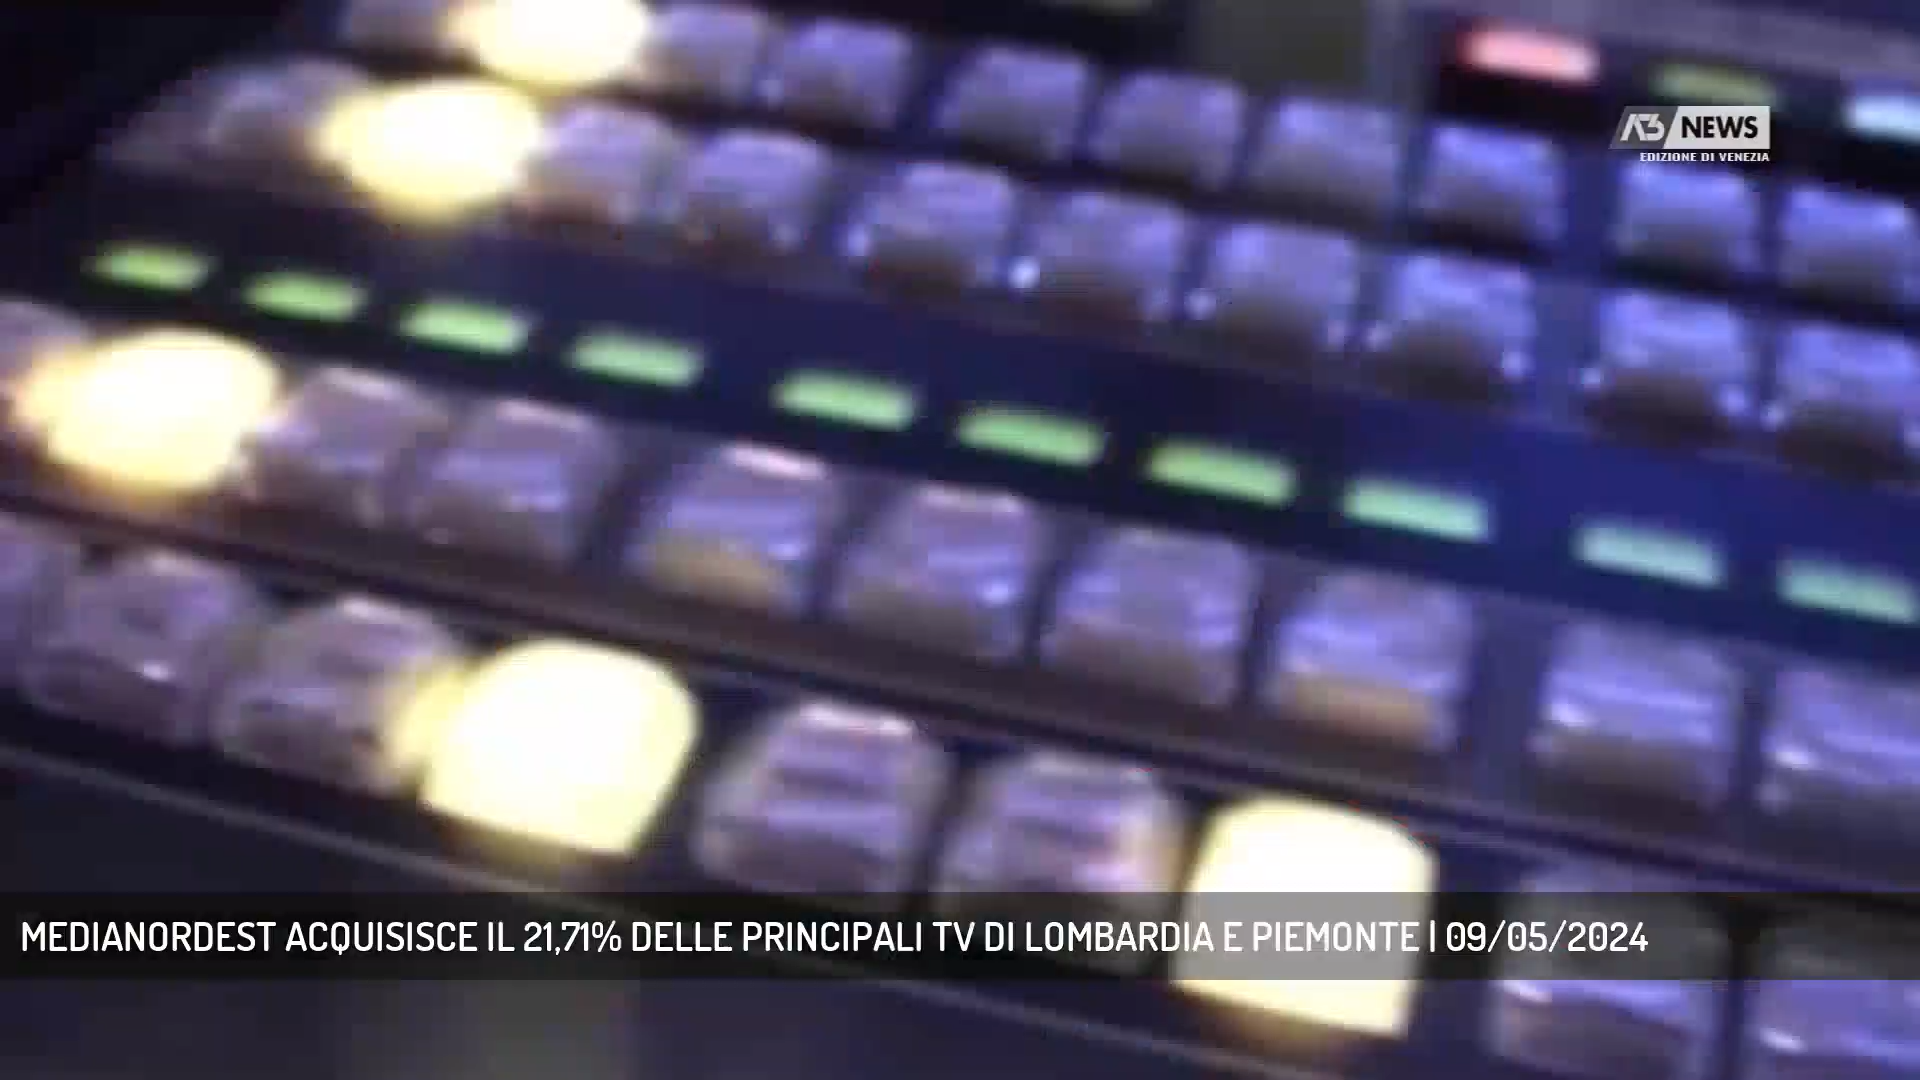 A3 NEWS
EDIZIONE DI VENEZIA
MEDIANORDEST ACQUISISCE IL 21,71% DELLE PRINCIPALI TV DI LOMBARDIA E PIEMONTE | 09/05/2024